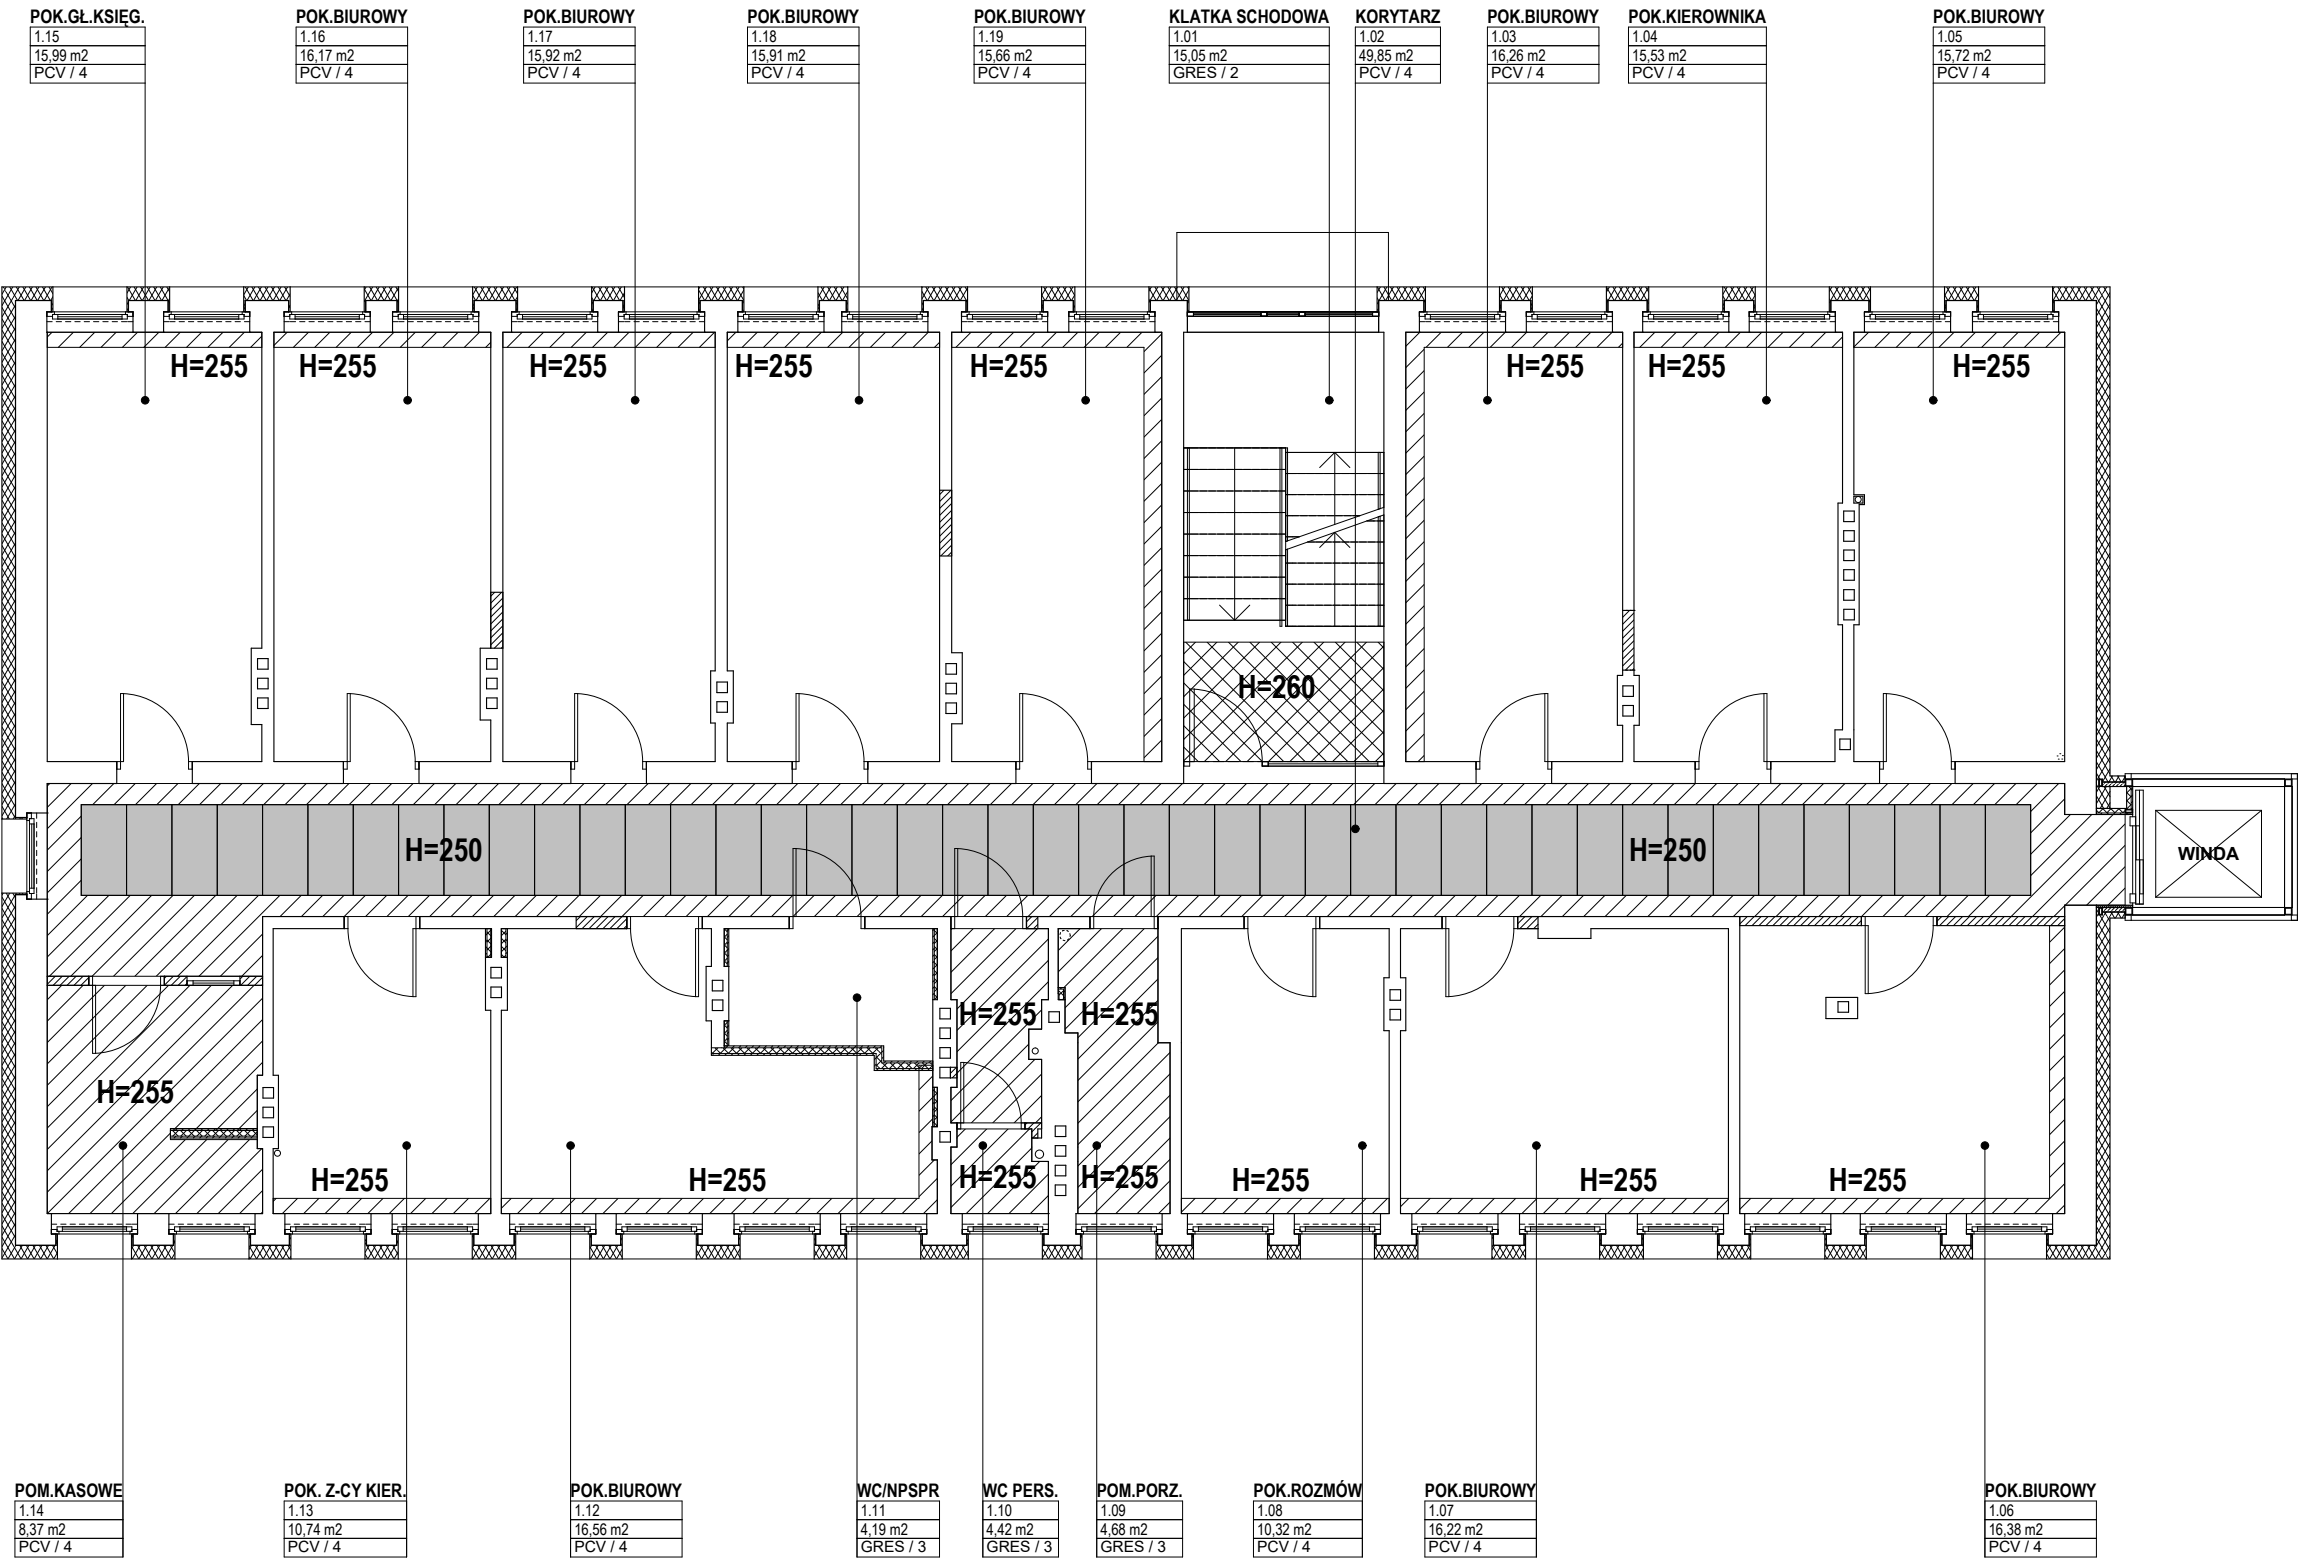 POK.GŁ.KSIĘG.
1.15
15,99 m2
PCV / 4
POK.BIUROWY
1.16
16,17 m2
PCV / 4
POK.BIUROWY
1.17
15,92 m2
PCV / 4
POK.BIUROWY
1.18
15,91 m2
PCV / 4
POK.BIUROWY
1.19
15,66 m2
PCV / 4
KLATKA SCHODOWA
1.01
15,05 m2
GRES / 2
KORYTARZ
1.02
49,85 m2
PCV / 4
POK.BIUROWY
1.03
16,26 m2
PCV / 4
POK.KIEROWNIKA
1.04
15,53 m2
PCV / 4
POK.BIUROWY
1.05
15,72 m2
PCV / 4
H=255
H=255
H=255
H=255
H=255
H=255
H=255
H=255
H=260
H=250
H=250
WINDA
H=255
H=255
H=255
H=255
H=255
H=255
H=255
H=255
H=255
H=255
POM.KASOWE
1.14
8,37 m2
PCV / 4
POK. Z-CY KIER.
1.13
10,74 m2
PCV / 4
POK.BIUROWY
1.12
16,56 m2
PCV / 4
WC/NPSPR
1.11
4,19 m2
GRES / 3
WC PERS.
1.10
4,42 m2
GRES / 3
POM.PORZ.
1.09
4,68 m2
GRES / 3
POK.ROZMÓW
1.08
10,32 m2
PCV / 4
POK.BIUROWY
1.07
16,22 m2
PCV / 4
POK.BIUROWY
1.06
16,38 m2
PCV / 4